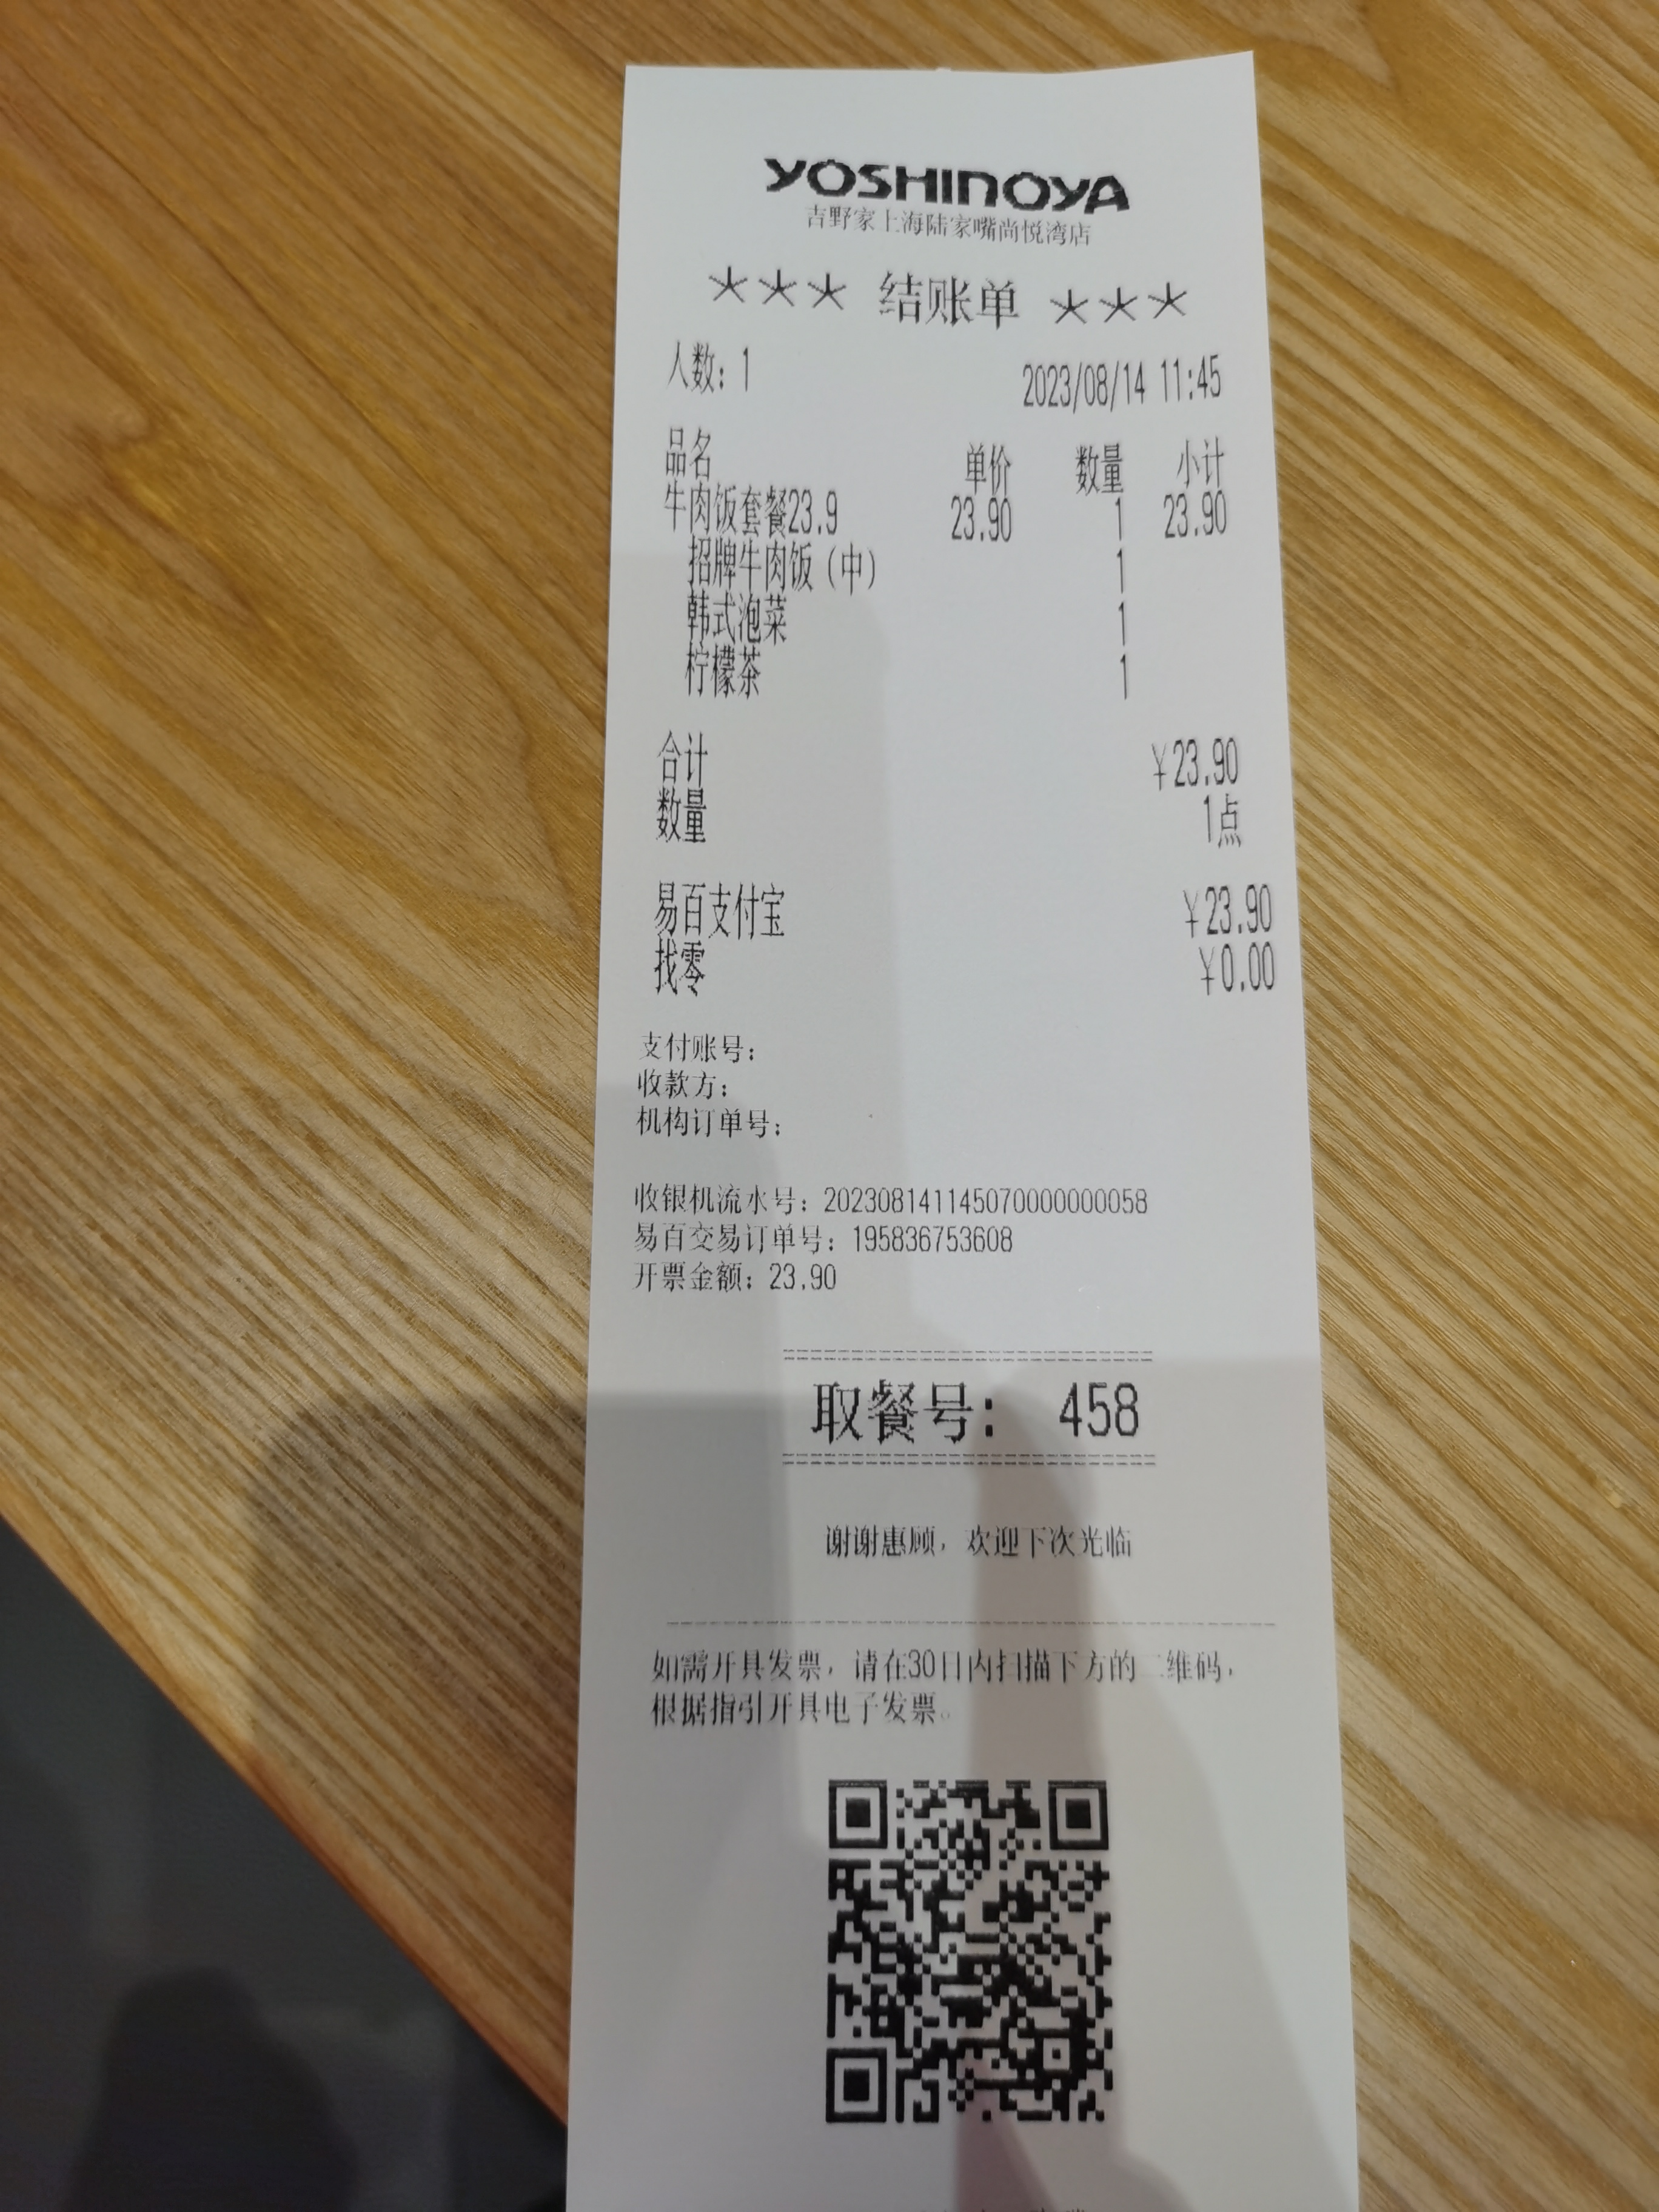 YOSHINOYA
吉野家上海陆家嘴尚悦湾店
*** 结账单 ***
人数：1 2023/08/14 11:45
品名 单价 数量 小计
牛肉饭套餐23.9 23.90 1 23.90
招牌牛肉饭（中） 1
韩式泡菜 1
柠檬茶 1
合计 ¥23.90
数量 1点
易百支付宝 ¥23.90
找零 ¥0.00
支付账号：
收款方：
机构订单号：
收银机流水号：202308141145070000000058
易百交易订单号：195836753608
开票金额：23.90
取餐号： 458
谢谢惠顾，欢迎下次光临
如需开具发票，请在30日内扫描下方的二维码，
根据指引开具电子发票。